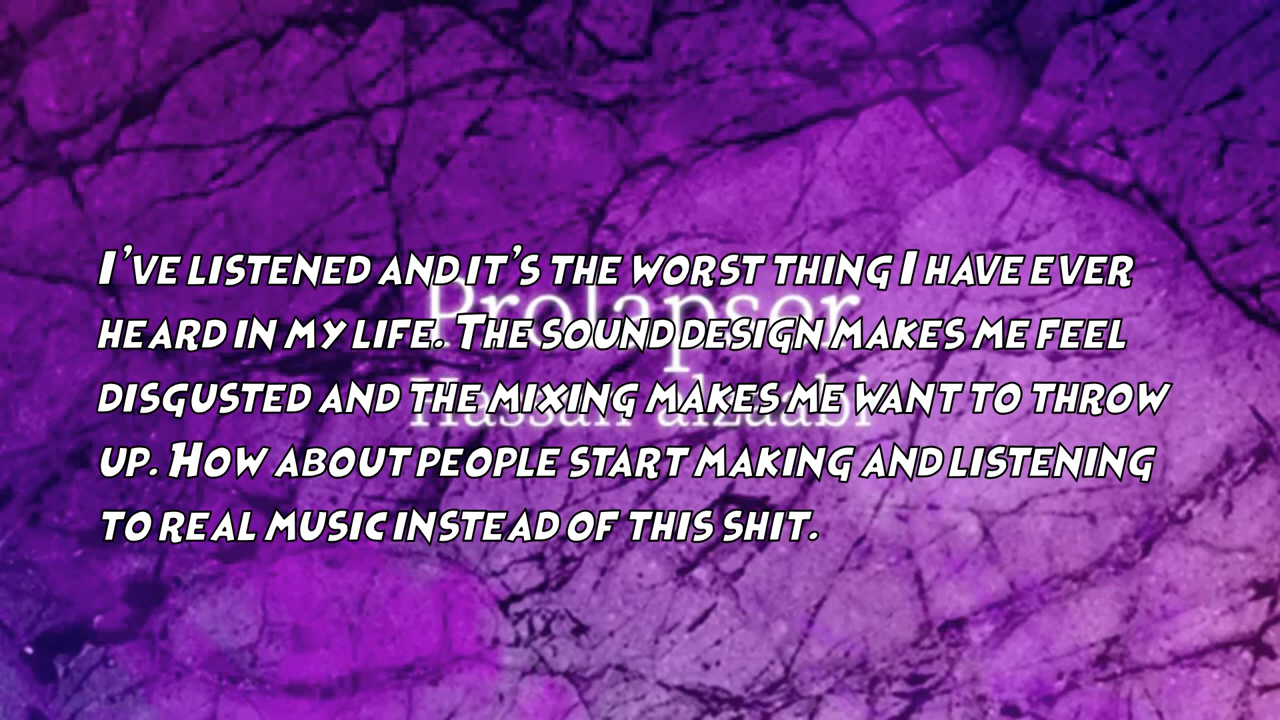 I'VE LISTENED AND IT'S THE WORST THING I HAVE EVER
Prolapser
HEARD IN MY LIFE. THE SOUND DESIGN MAKES ME FEEL
DISGUSTED AND THE MIXING MAKES ME WANT TO THROW
Hassan alzaabi
UP. HOW ABOUT PEOPLE START MAKING AND LISTENING
TO REAL MUSIC INSTEAD OF THIS SHIT.